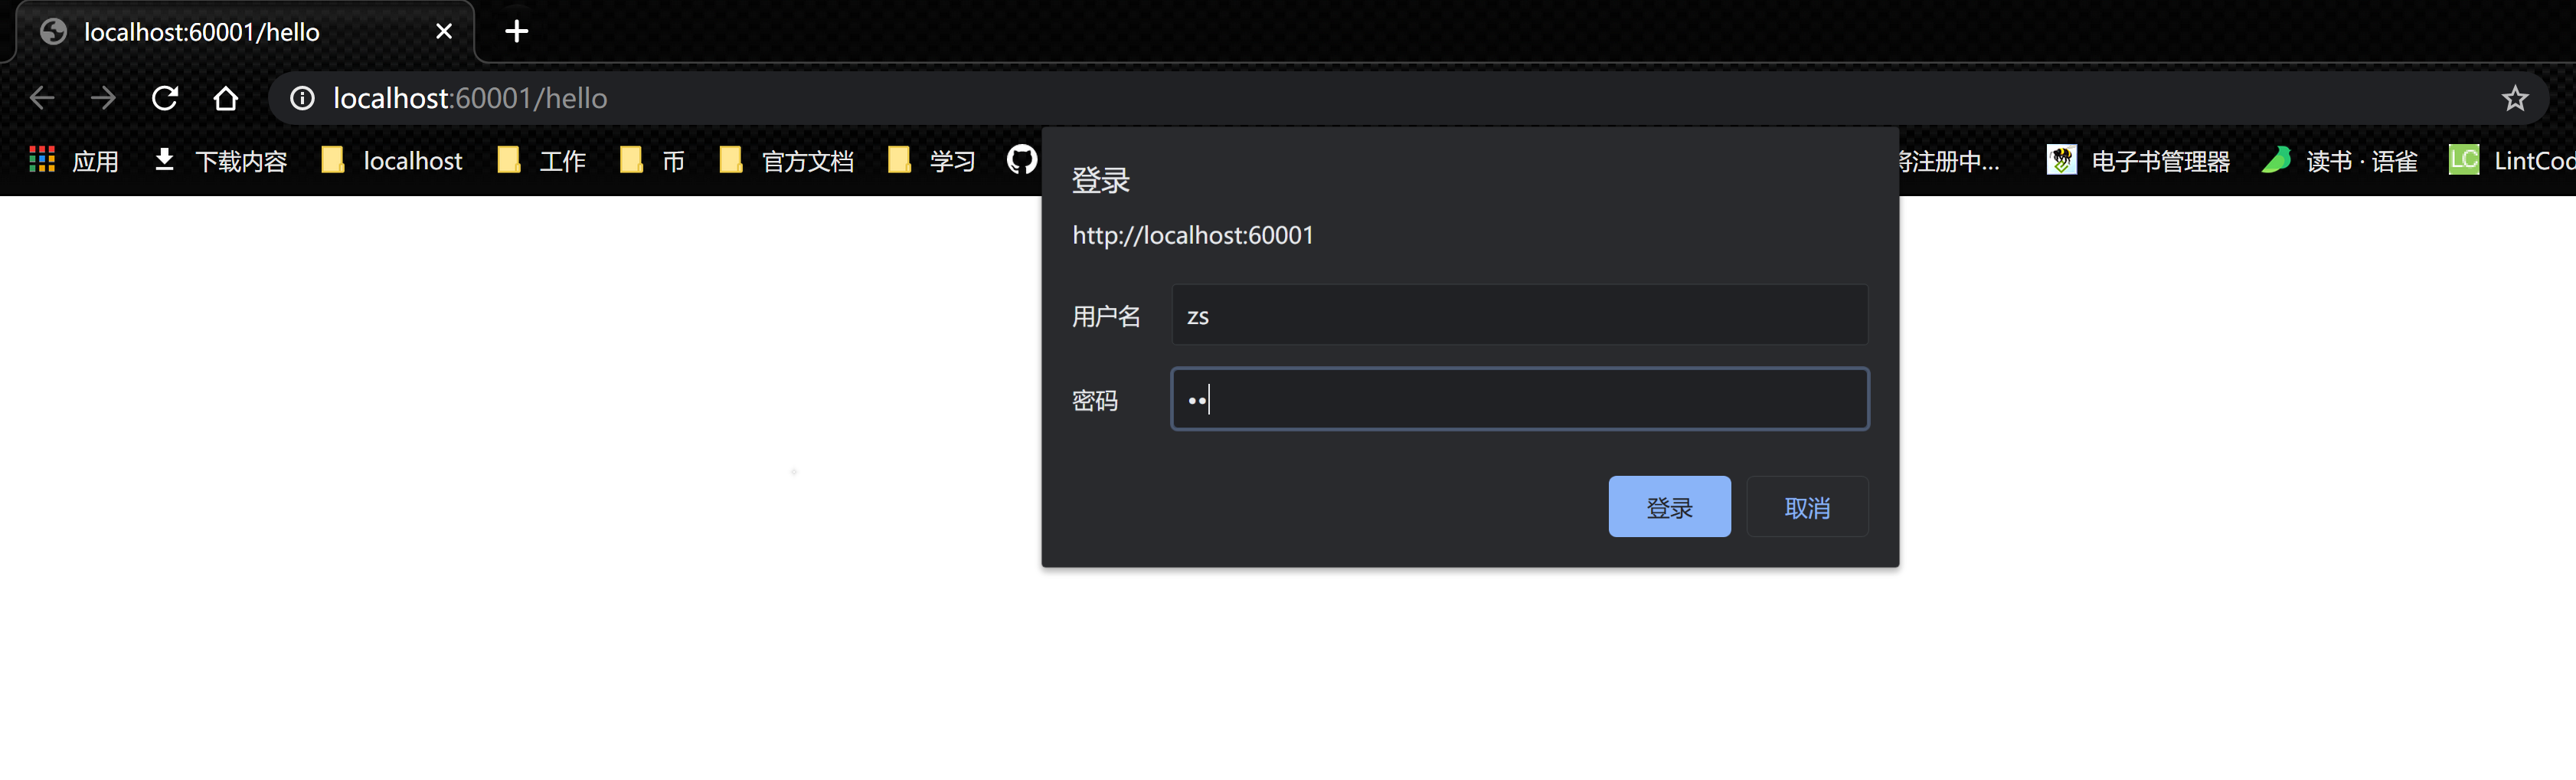 localhost:60001/hello
localhost:60001/hello
应用 下载内容 localhost 工作 币 官方文档 学习 将注册中... 电子书管理器 读书 · 语雀 LC LintCod
登录
http://localhost:60001
用户名 zs
密码 ••
登录 取消